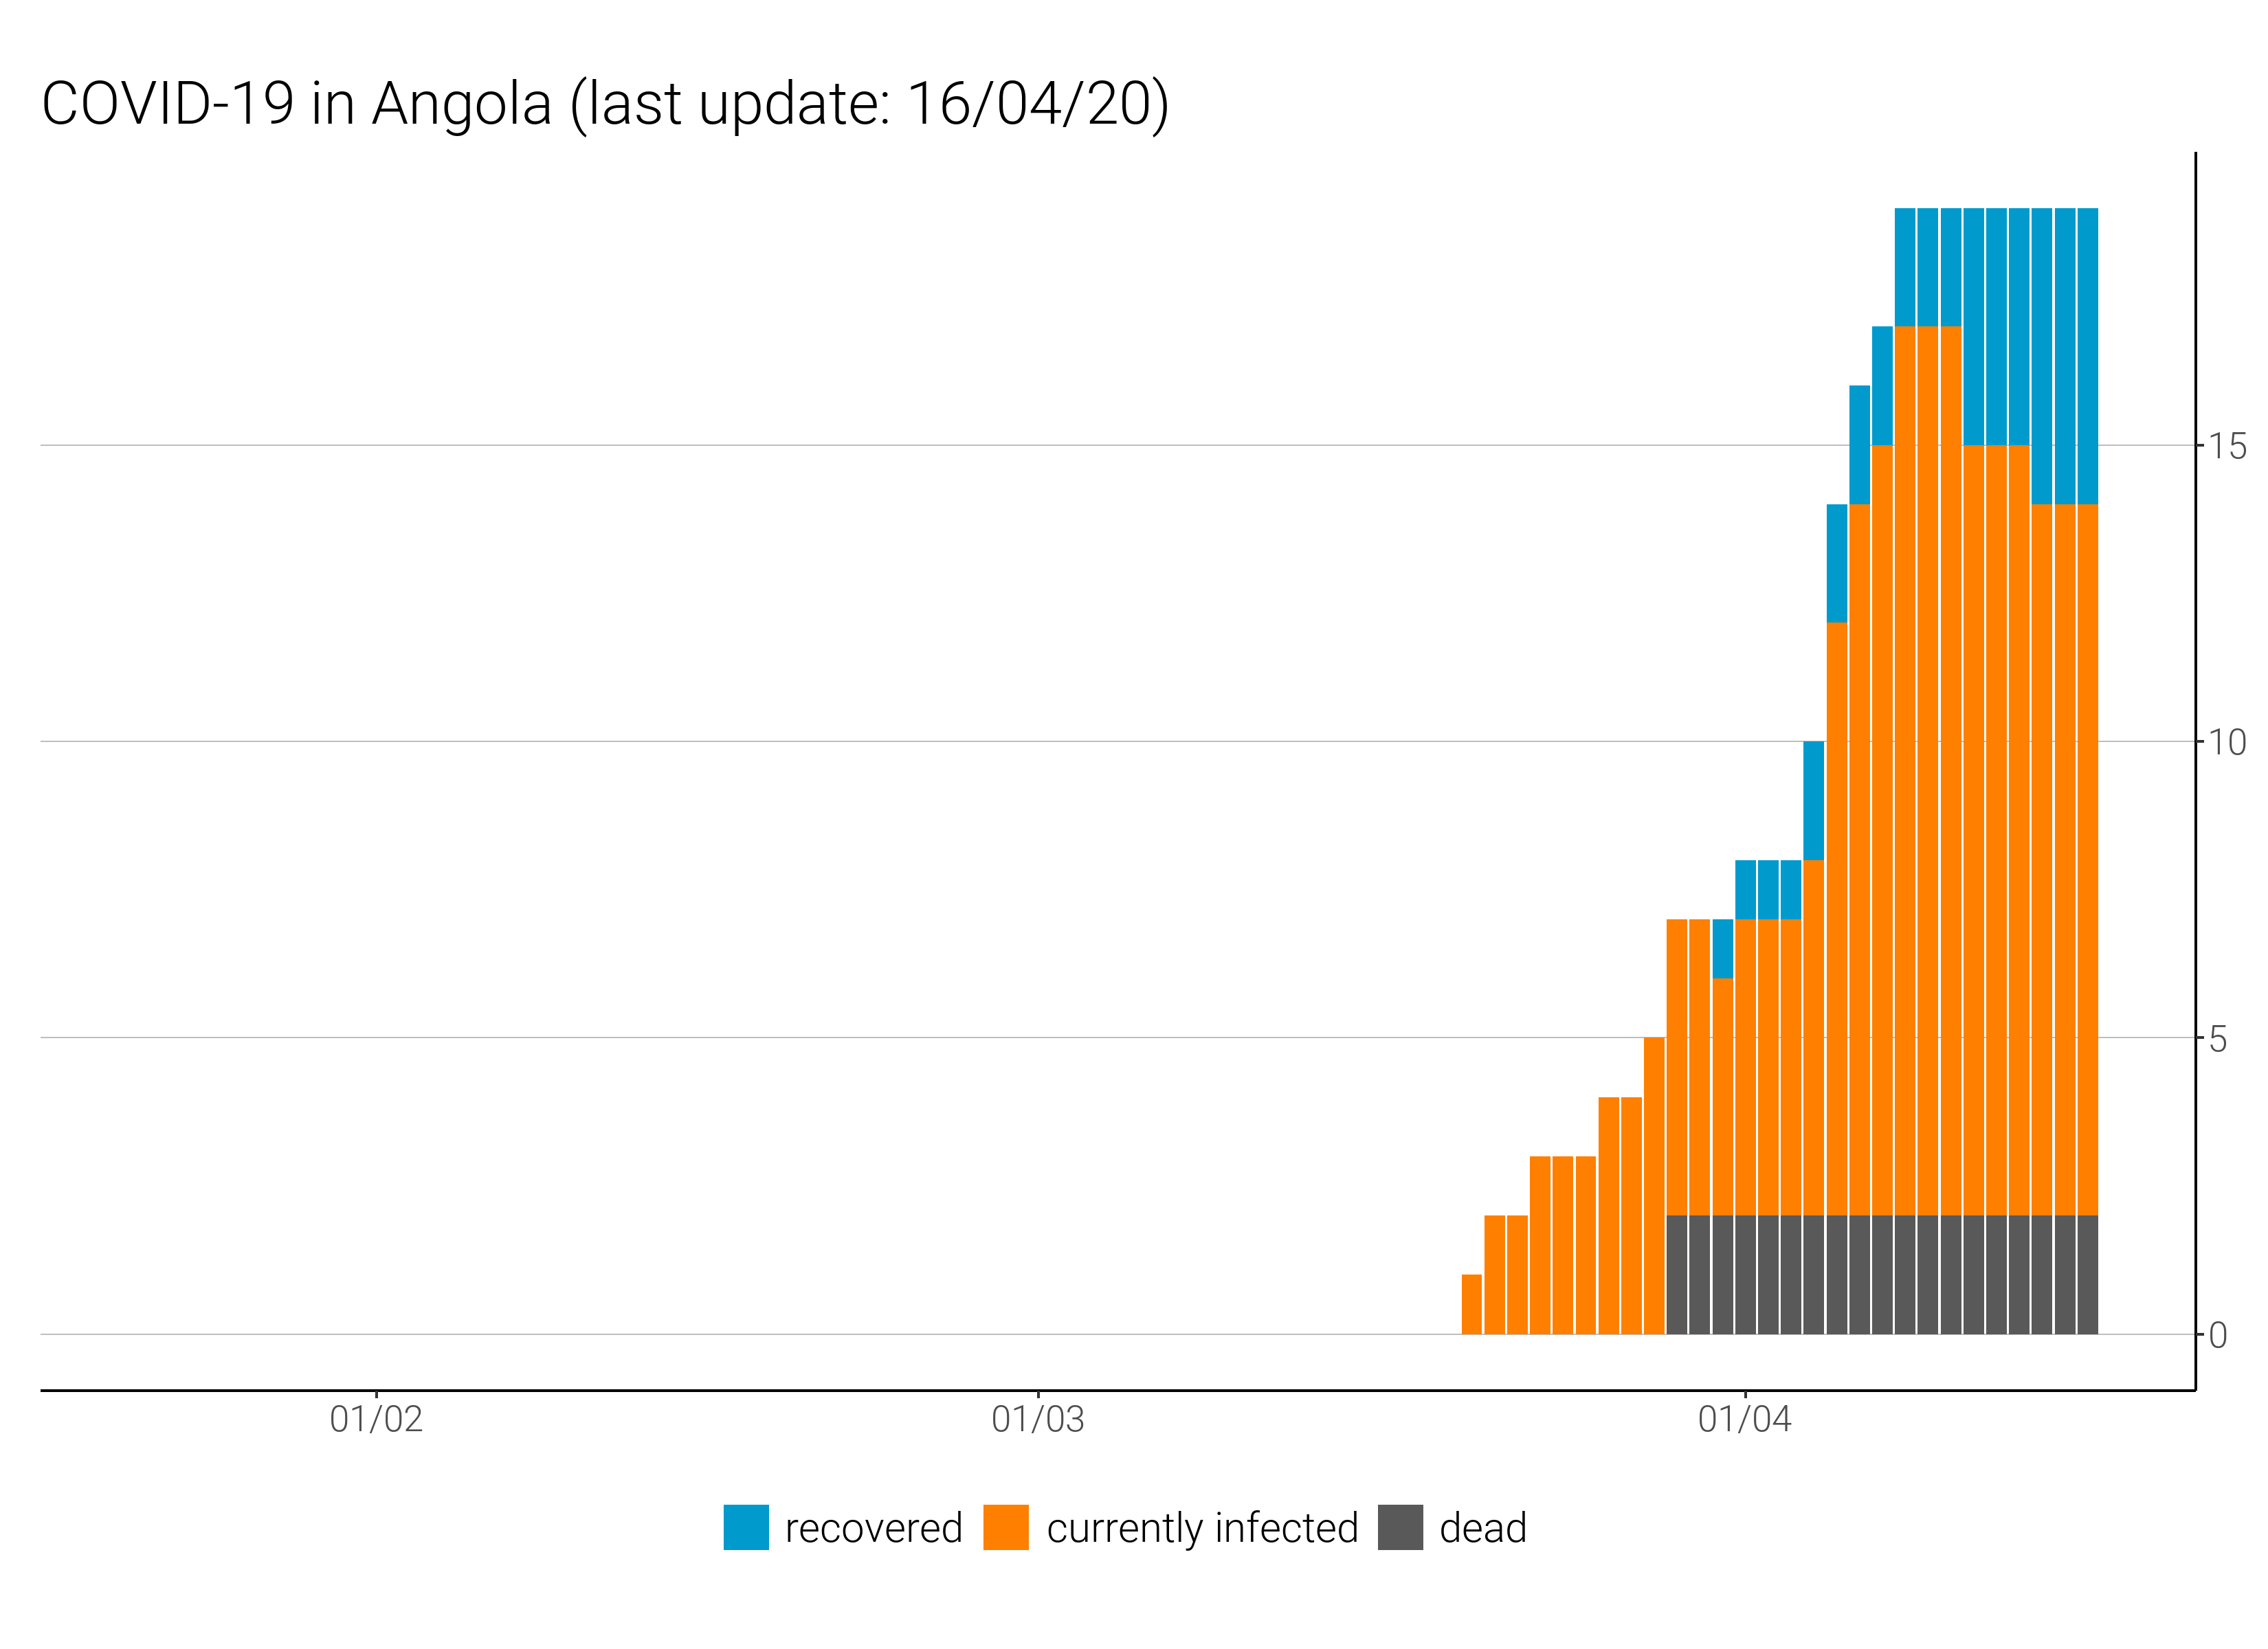 COVID-19 in Angola (last update: 16/04/20)
15
10
5
0
01/02 01/03 01/04
recovered currently infected dead